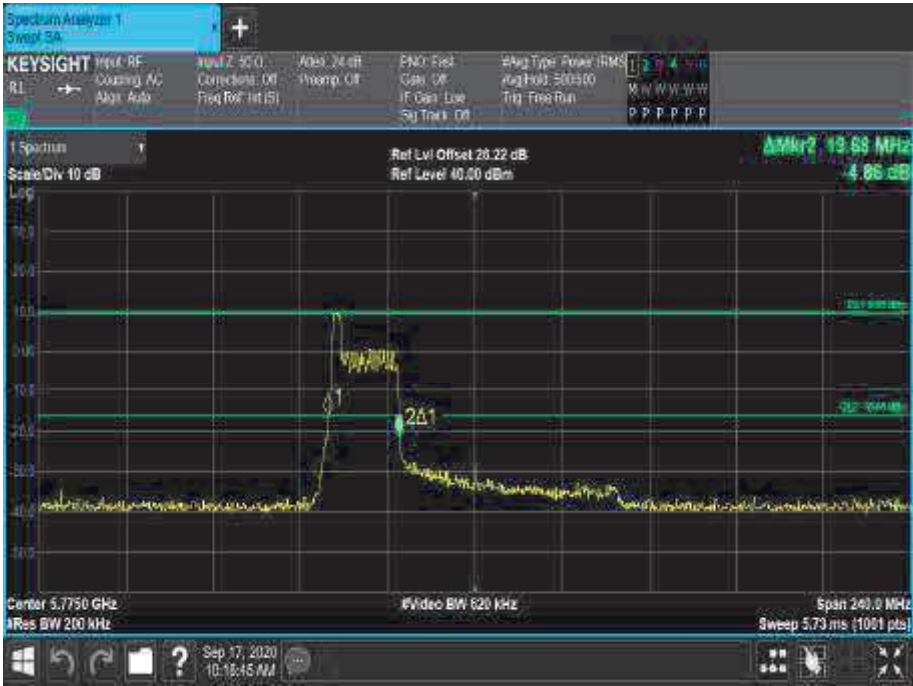 Spectrum Analyzer 1
Swept SA
+
KEYSIGHT
Input: RF
Coupling: AC
Align: Auto
Input Z: 50 Ω
Corrections: Off
Freq Ref: Int (S)
Atten: 24 dB
Preamp: Off
PNO: Fast
Gate: Off
IF Gain: Low
Sig Track: Off
#Avg Type: Power (RMS
Avg|Hold: 500/500
Trig: Free Run
1 2 3 4 5 6
M W W W W W
P P P P P P
1 Spectrum
Scale/Div 10 dB
Ref Lvl Offset 26.22 dB
Ref Level 40.00 dBm
ΔMkr2 19.68 MHz
-4.86 dB
Log
1
2Δ1
Center 5.7750 GHz
#Res BW 200 kHz
#Video BW 620 kHz
Span 240.0 MHz
Sweep 5.73 ms (1001 pts)
?
Sep 17, 2020